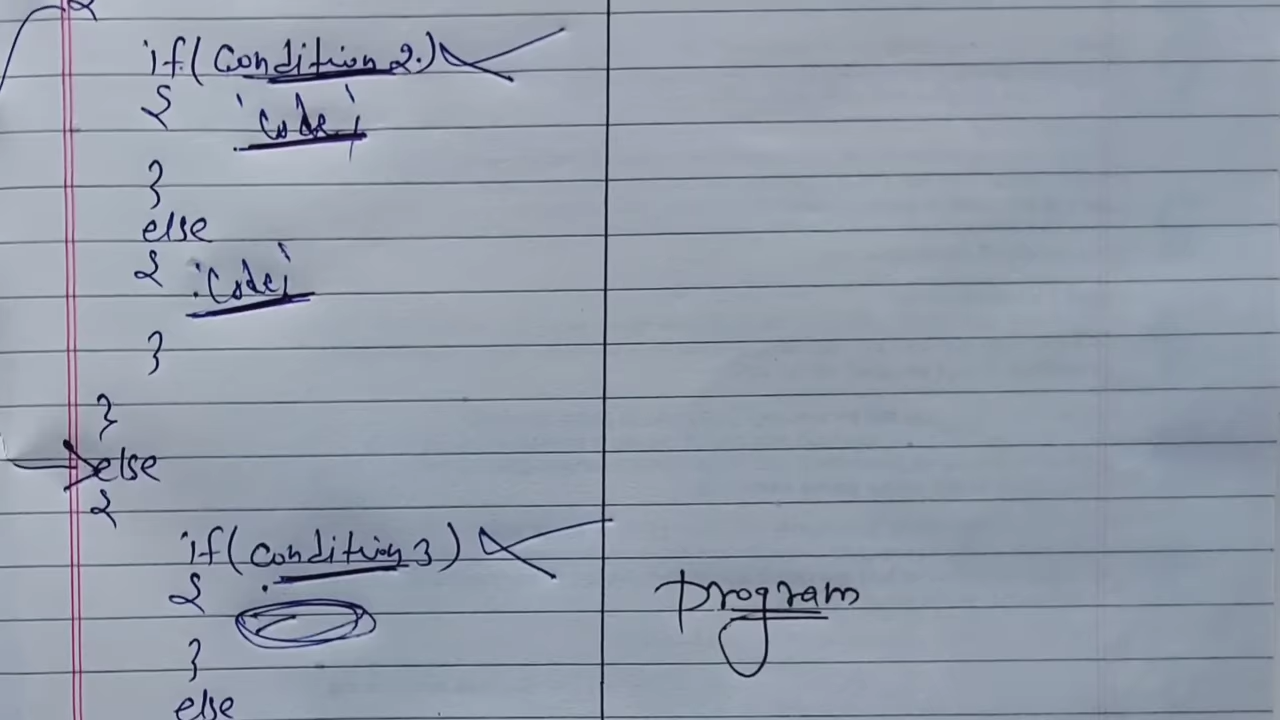 {
if(condition 2.)
{
code;
}
else
{ code;
}
}
else
{
if(condition 3)
{
}
else
program